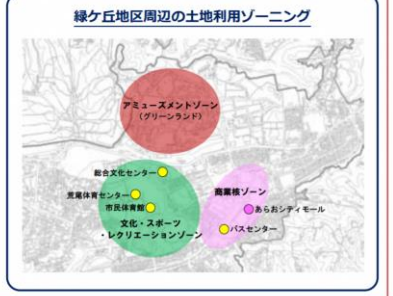 緑ケ丘地区周辺の土地利用ゾーニング
アミューズメントゾーン
（グリーンランド）
総合文化センター
荒尾体育センター
市民体育館
文化・スポーツ
・レクリエーションゾーン
商業核ゾーン
あらおシティモール
バスセンター